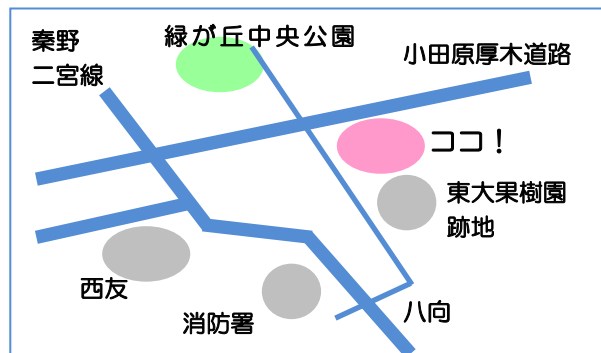 秦野
二宮線
緑が丘中央公園
小田原厚木道路
ココ！
東大果樹園
跡地
西友
消防署
八向